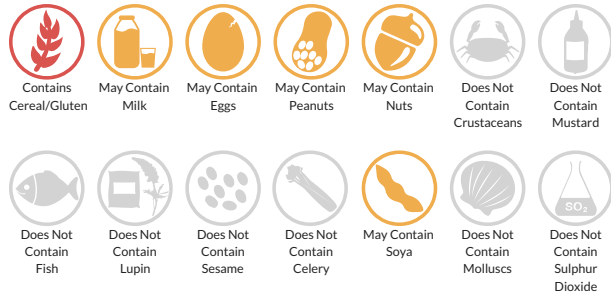 Contains
Cereal/Gluten
May Contain
Milk
May Contain
Eggs
May Contain
Peanuts
May Contain
Nuts
Does Not
Contain
Crustaceans
Does Not
Contain
Mustard
Does Not
Contain
Fish
Does Not
Contain
Lupin
Does Not
Contain
Sesame
Does Not
Contain
Celery
May Contain
Soya
Does Not
Contain
Molluscs
SO₂
Does Not
Contain
Sulphur
Dioxide